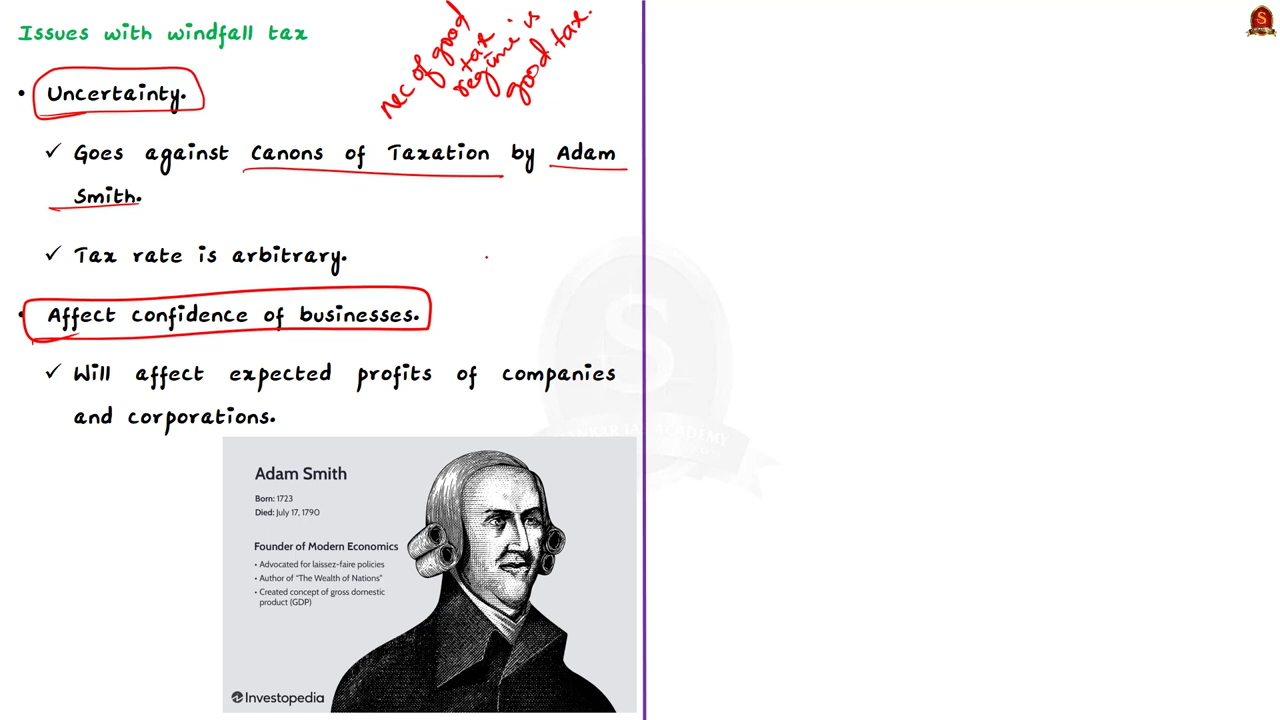 Issues with windfall tax
nec of good
tax
regime is
good tax.
• Uncertainty.
✓ Goes against Canons of Taxation by Adam
Smith.
✓ Tax rate is arbitrary.
• Affect confidence of businesses.
✓ Will affect expected profits of companies
and corporations.
Adam Smith
Born: 1723
Died: July 17, 1790
Founder of Modern Economics
• Advocated for laissez-faire policies
• Author of "The Wealth of Nations"
• Created concept of gross domestic
product (GDP)
Investopedia
S